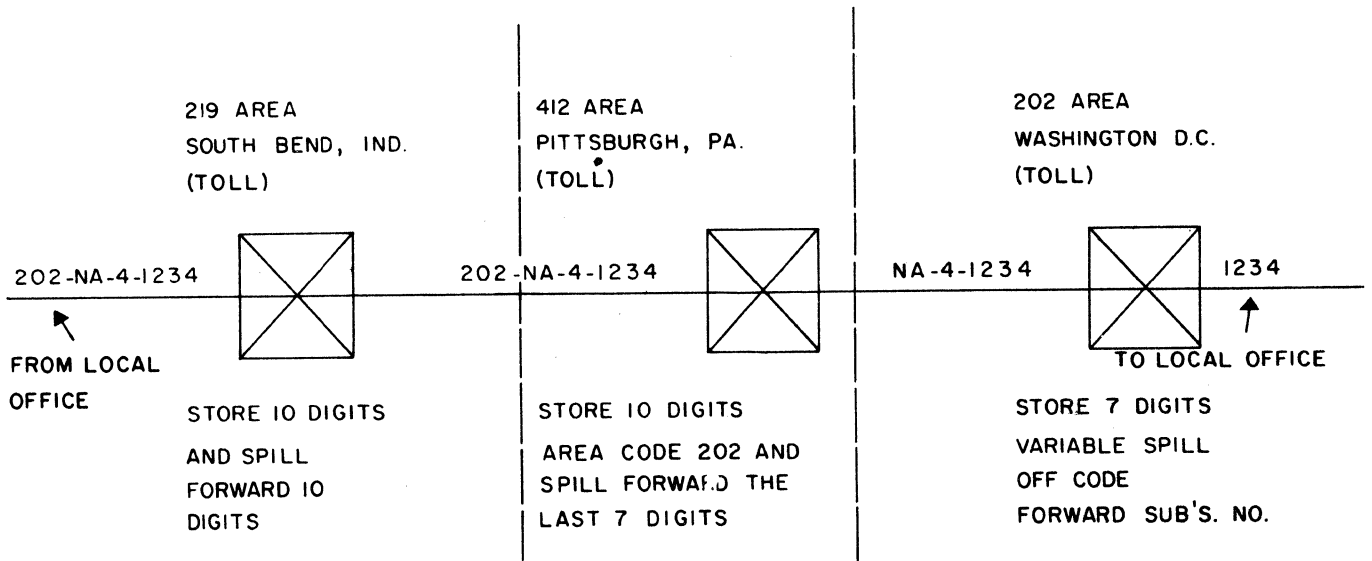 219 AREA
SOUTH BEND, IND.
(TOLL)
412 AREA
PITTSBURGH, PA.
(TOLL)
202 AREA
WASHINGTON D.C.
(TOLL)
202-NA-4-1234
202-NA-4-1234
NA-4-1234
1234
FROM LOCAL
OFFICE
TO LOCAL OFFICE
STORE 10 DIGITS
AND SPILL
FORWARD 10
DIGITS
STORE 10 DIGITS
AREA CODE 202 AND
SPILL FORWARD THE
LAST 7 DIGITS
STORE 7 DIGITS
VARIABLE SPILL
OFF CODE
FORWARD SUB'S. NO.